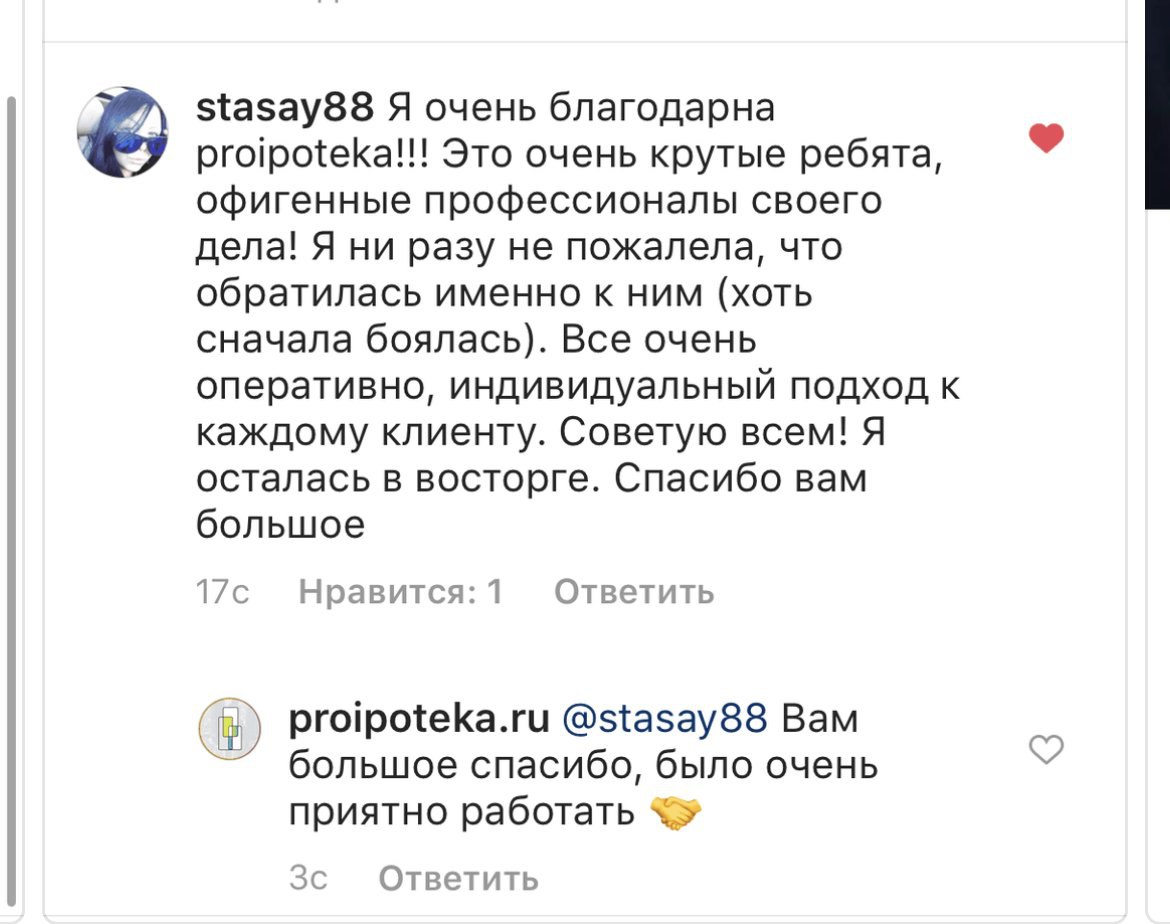 stasay88 Я очень благодарна
proipoteka!!! Это очень крутые ребята,
офигенные профессионалы своего
дела! Я ни разу не пожалела, что
обратилась именно к ним (хоть
сначала боялась). Все очень
оперативно, индивидуальный подход к
каждому клиенту. Советую всем! Я
осталась в восторге. Спасибо вам
большое
17с Нравится: 1 Ответить
proipoteka.ru @stasay88 Вам
большое спасибо, было очень
приятно работать 🤝
3с Ответить